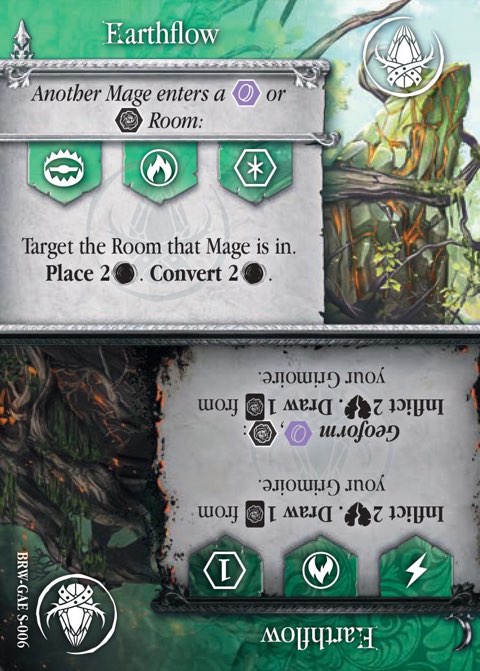 Earthflow
Another Mage enters a or
Room:
Target the Room that Mage is in.
Place 2 . Convert 2 .
Earthflow
1
Inflict 2 . Draw 1 from
your Grimoire.
Geoform , :
Inflict 2 . Draw 1 from
your Grimoire.
BRW-GAE S-006